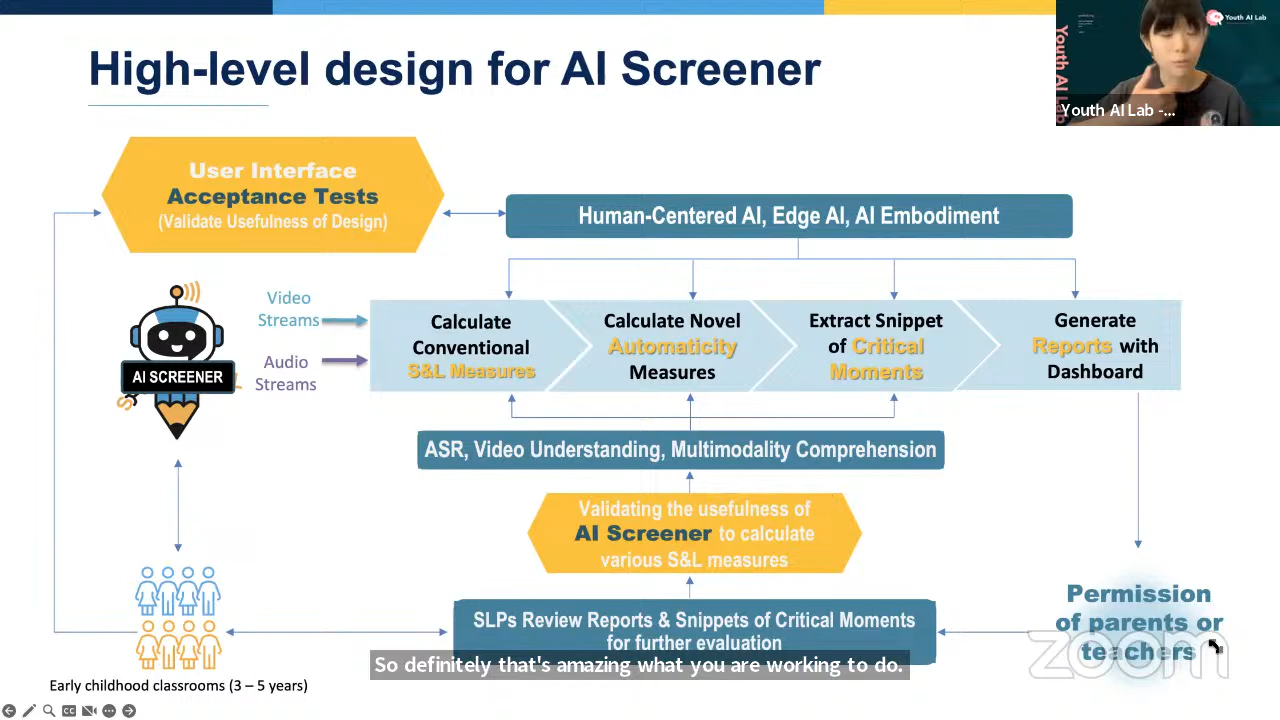 High-level design for AI Screener
Youth AI Lab
Youth AI Lab
Youth AI Lab -...
User Interface
Acceptance Tests
(Validate Usefulness of Design)
Human-Centered AI, Edge AI, AI Embodiment
Video
Streams
Audio
Streams
AI SCREENER
Calculate
Conventional
S&L Measures
Calculate Novel
Automaticity
Measures
Extract Snippet
of Critical
Moments
Generate
Reports with
Dashboard
ASR, Video Understanding, Multimodality Comprehension
Validating the usefulness of
AI Screener to calculate
various S&L measures
SLPs Review Reports & Snippets of Critical Moments
for further evaluation
Permission
of parents or
teachers
zoom
So definitely that's amazing what you are working to do.
Early childhood classrooms (3 – 5 years)